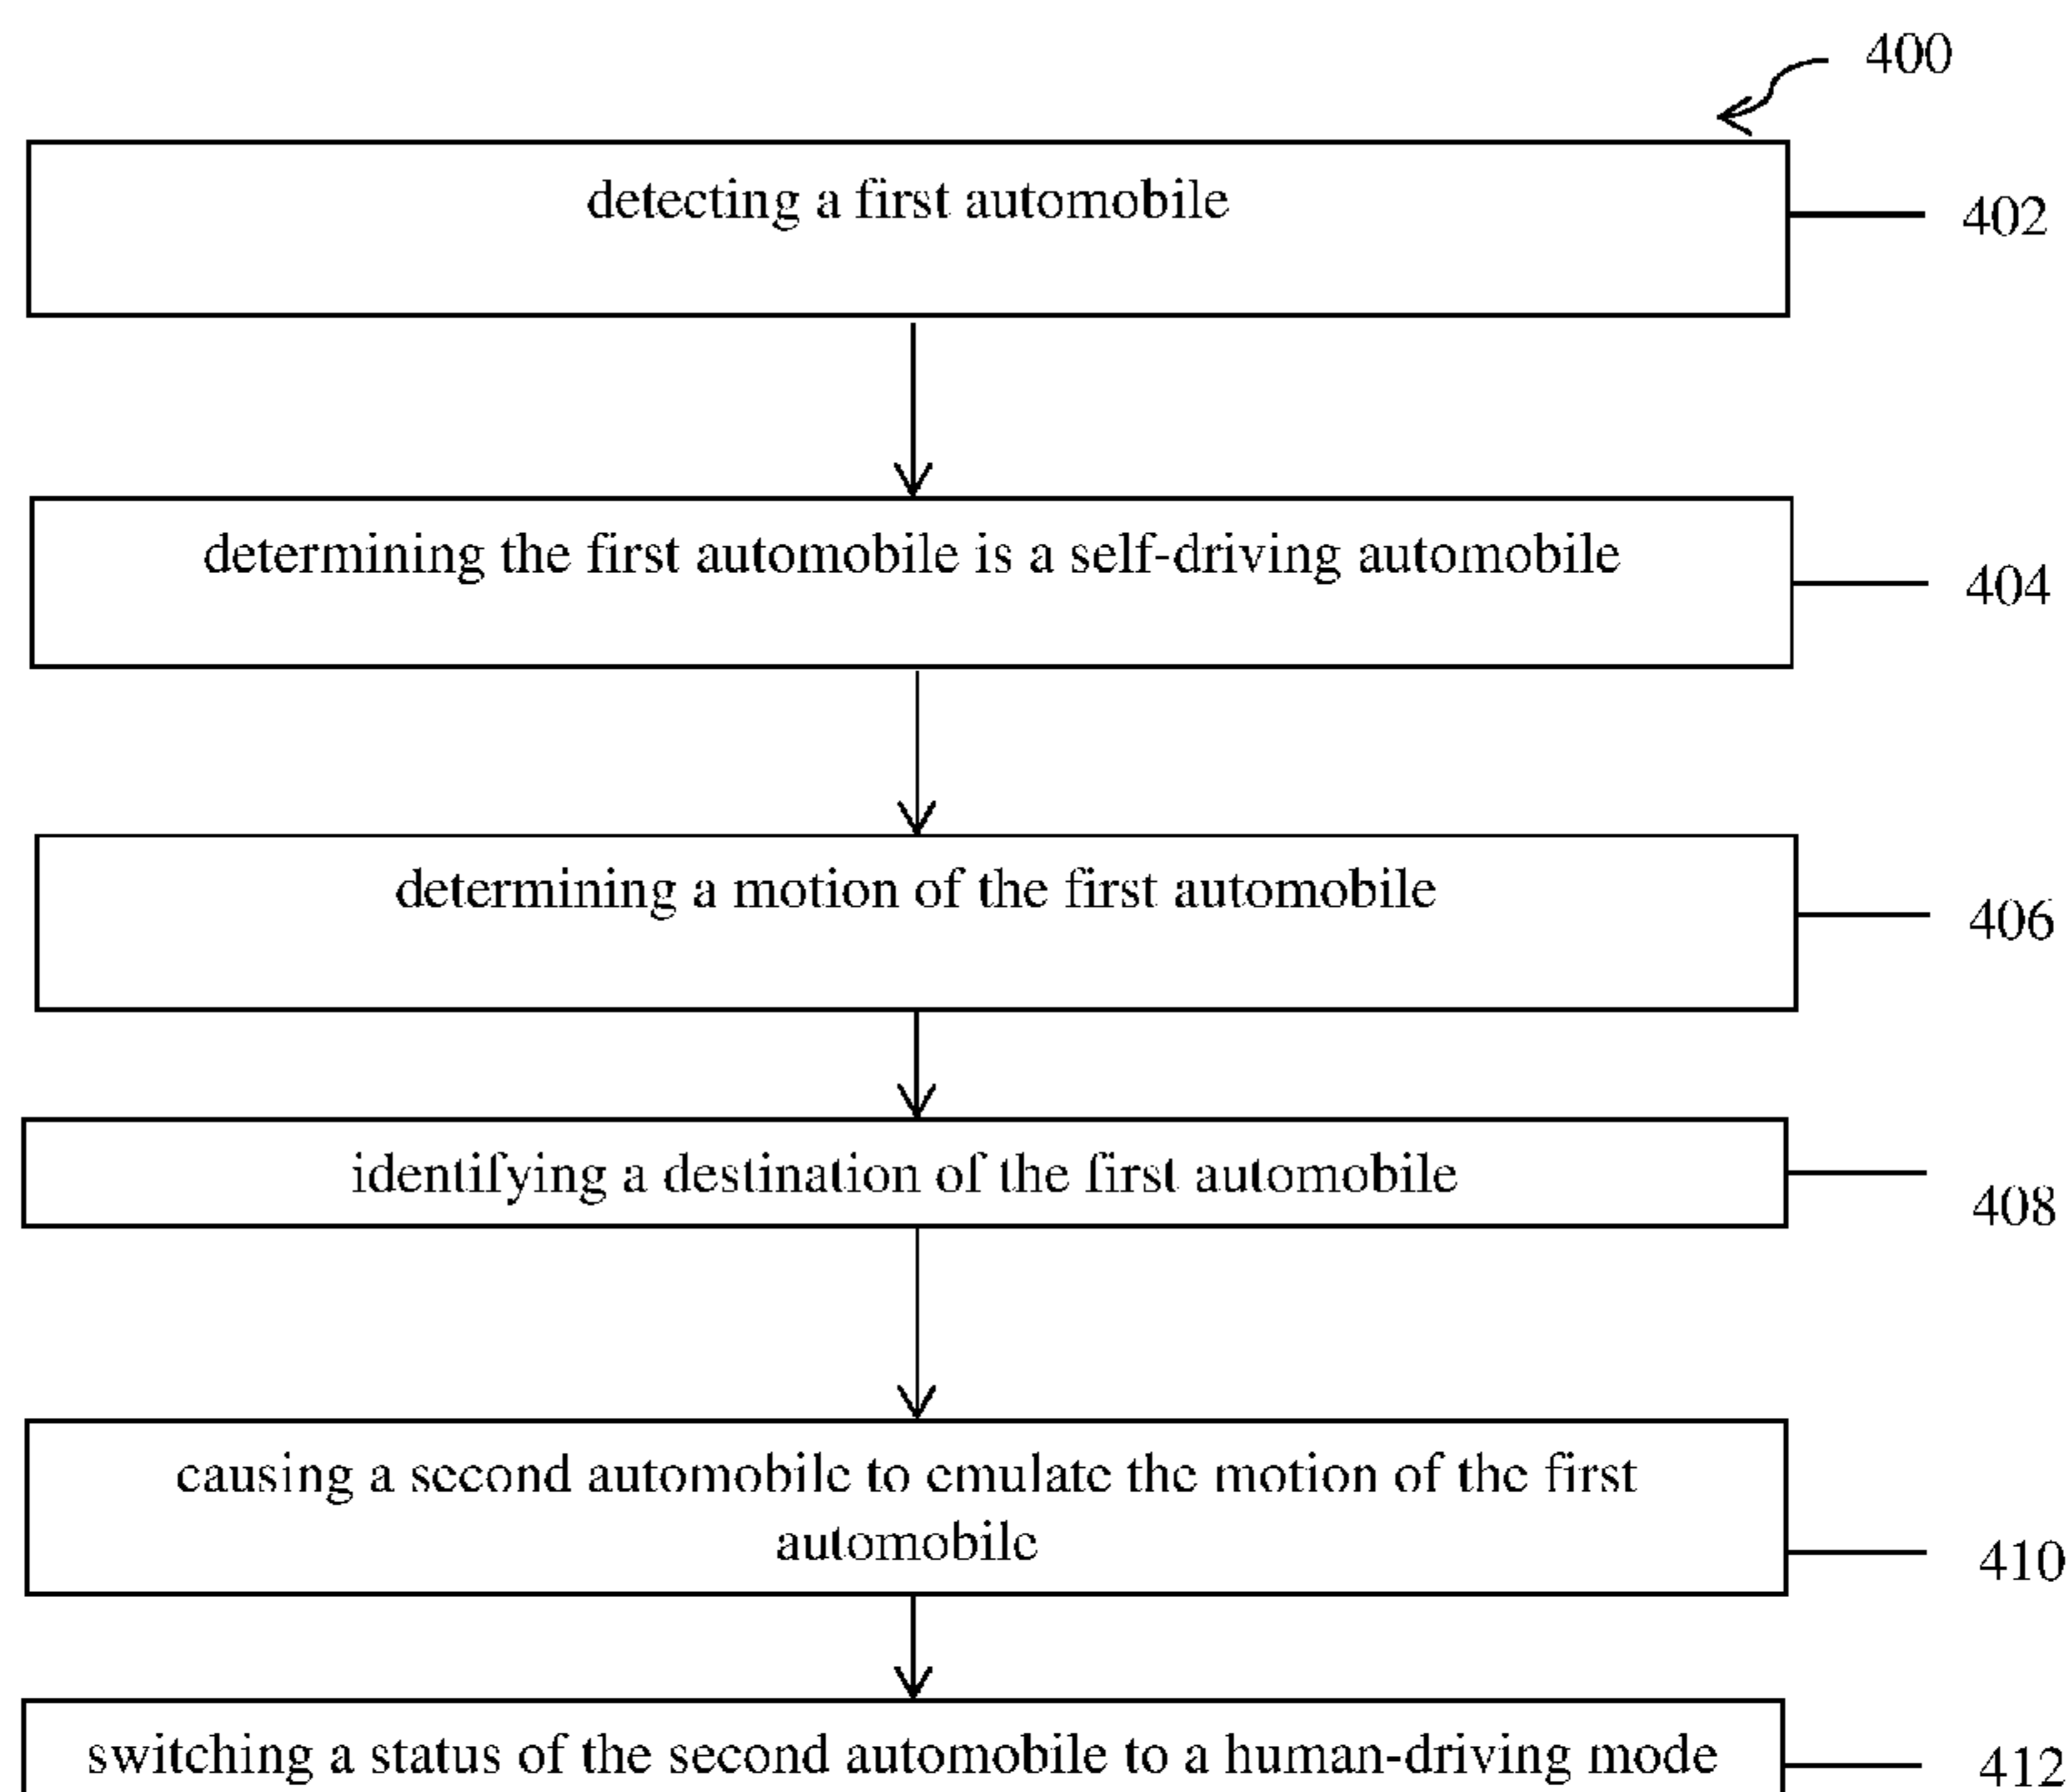 400
detecting a first automobile
402
determining the first automobile is a self-driving automobile
404
determining a motion of the first automobile
406
identifying a destination of the first automobile
408
causing a second automobile to emulate the motion of the first
automobile
410
switching a status of the second automobile to a human-driving mode
412